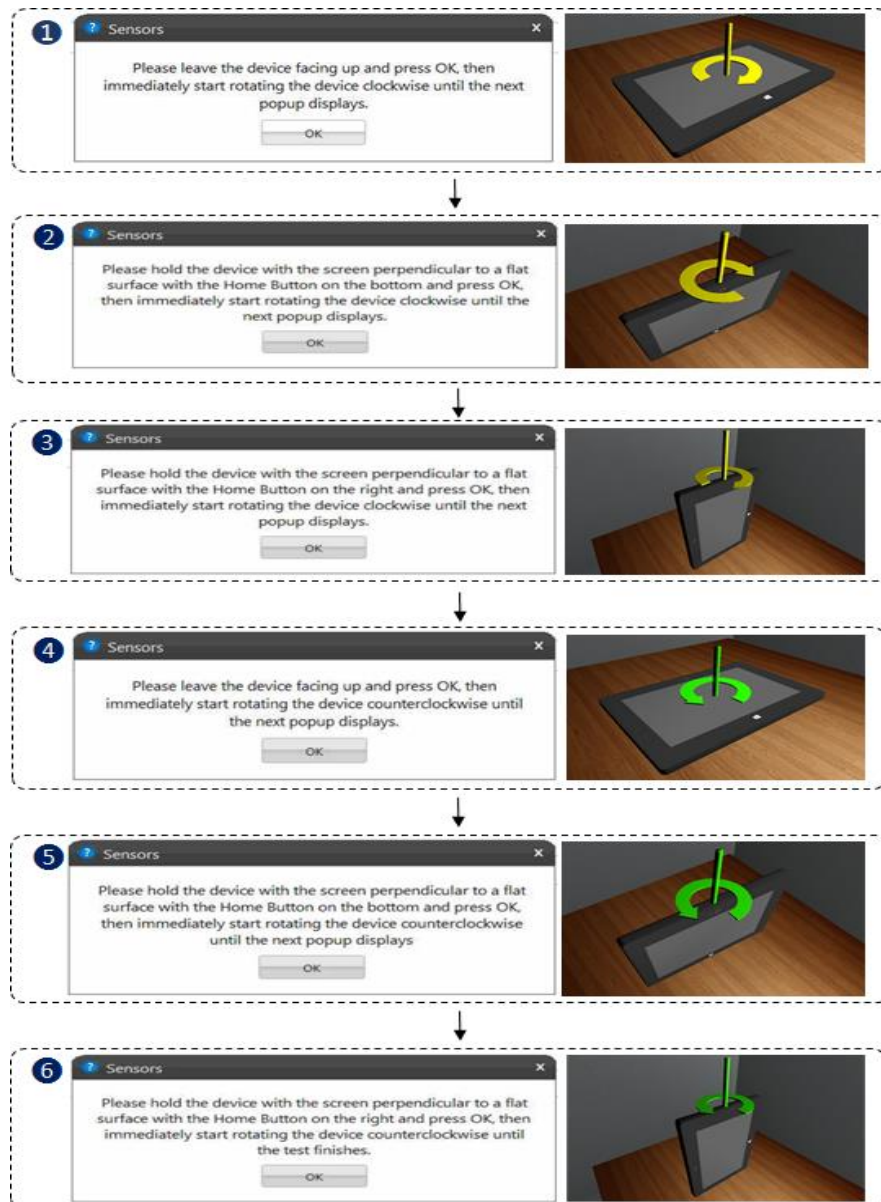 1
? Sensors x
Please leave the device facing up and press OK, then
immediately start rotating the device clockwise until the next
popup displays.
OK
2
? Sensors x
Please hold the device with the screen perpendicular to a flat
surface with the Home Button on the bottom and press OK,
then immediately start rotating the device clockwise until the
next popup displays.
OK
3
? Sensors x
Please hold the device with the screen perpendicular to a flat
surface with the Home Button on the right and press OK, then
immediately start rotating the device clockwise until the next
popup displays.
OK
4
? Sensors x
Please leave the device facing up and press OK, then
immediately start rotating the device counterclockwise until
the next popup displays.
OK
5
? Sensors x
Please hold the device with the screen perpendicular to a flat
surface with the Home Button on the bottom and press OK,
then immediately start rotating the device counterclockwise
until the next popup displays
OK
6
? Sensors x
Please hold the device with the screen perpendicular to a flat
surface with the Home Button on the right and press OK, then
immediately start rotating the device counterclockwise until
the test finishes.
OK